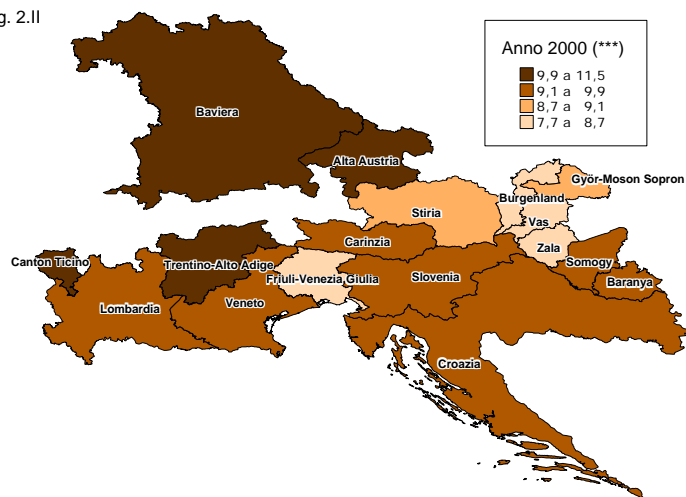 g. 2.II
Anno 2000 (***)
9,9 a 11,5
9,1 a 9,9
8,7 a 9,1
7,7 a 8,7
Baviera
Alta Austria
Györ-Moson Sopron
Burgenland
Stiria
Vas
Carinzia
Zala
Canton Ticino
Trentino-Alto Adige
Somogy
Friuli-Venezia Giulia
Slovenia
Baranya
Lombardia
Veneto
Croazia